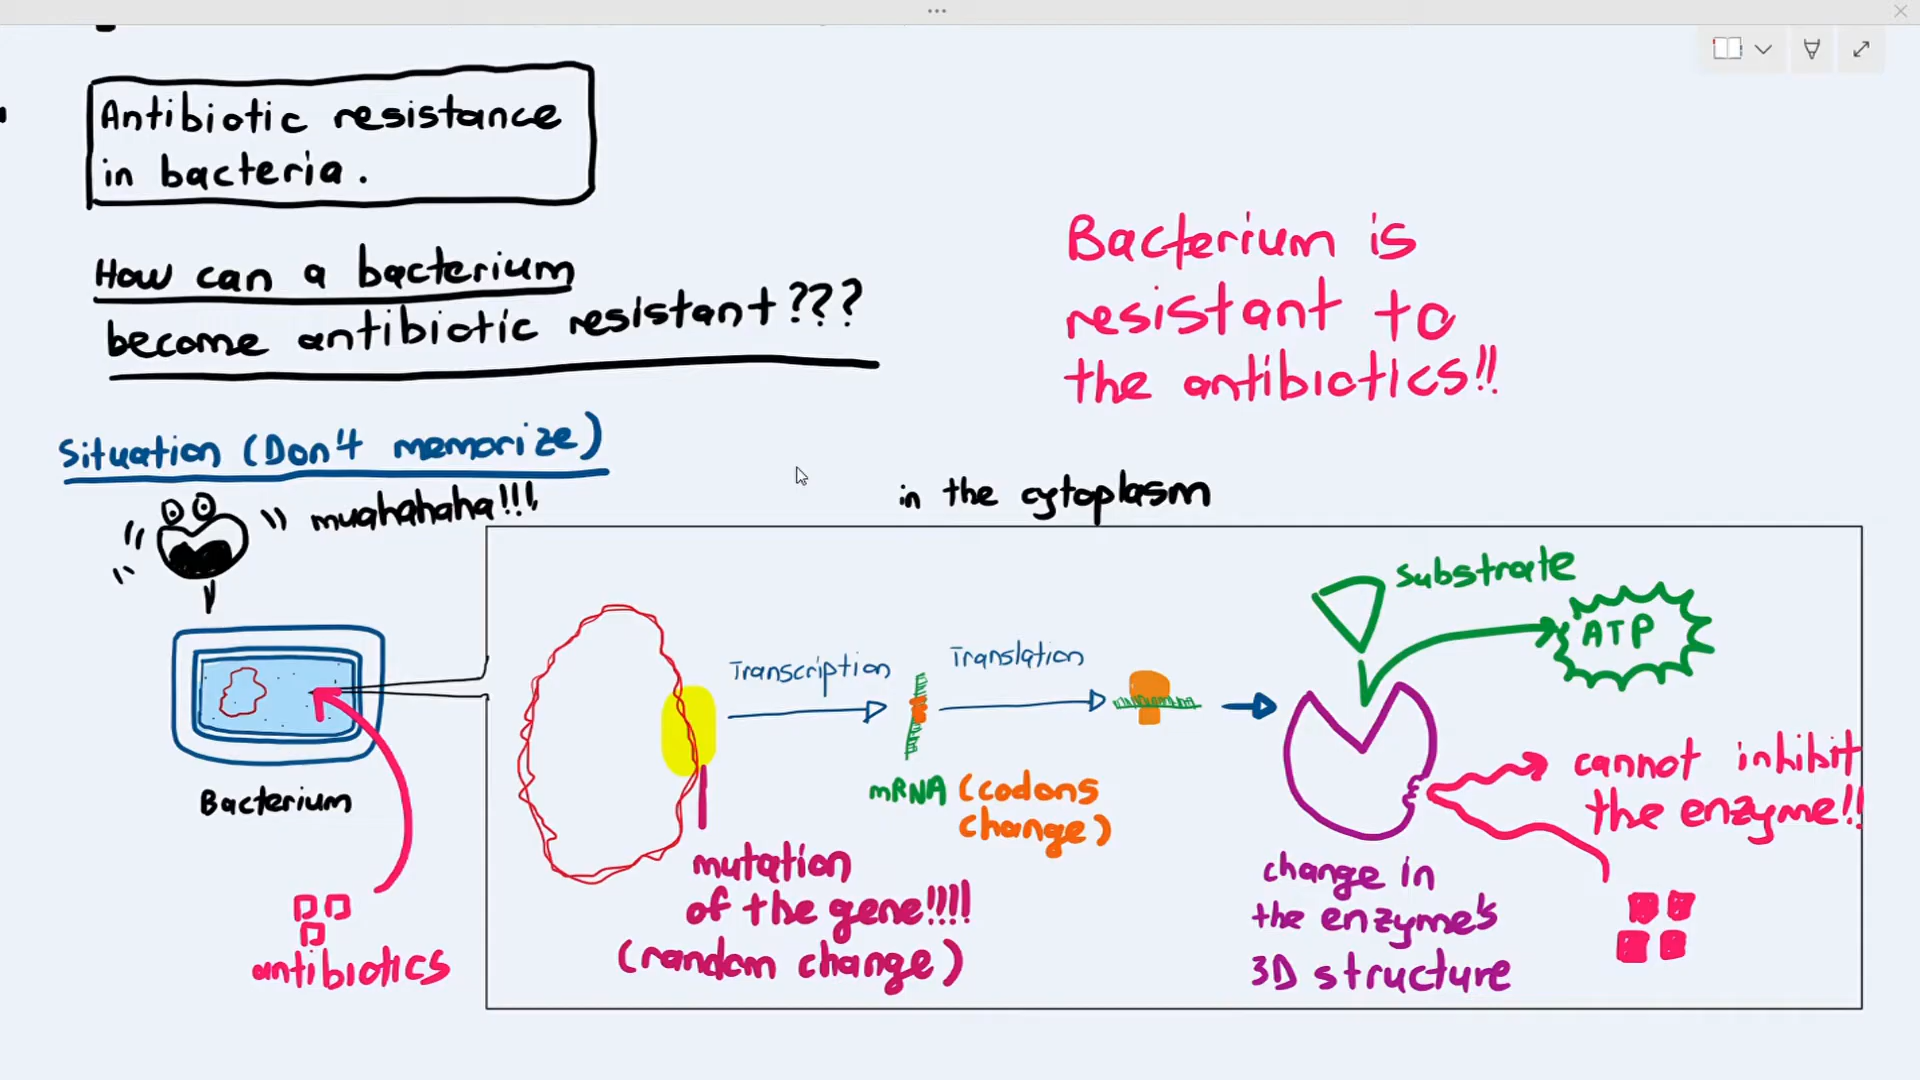 Antibiotic resistance
in bacteria.
How can a bacterium
become antibiotic resistant???
Bacterium is
resistant to
the antibiotics!!
Situation (Don't memorize)
muahahaha!!!
in the cytoplasm
Substrate
ATP
Transcription
Translation
mRNA (codons
change)
cannot inhibit
the enzyme!!
Bacterium
mutation
of the gene!!!!
(random change)
change in
the enzyme's
3D structure
antibiotics